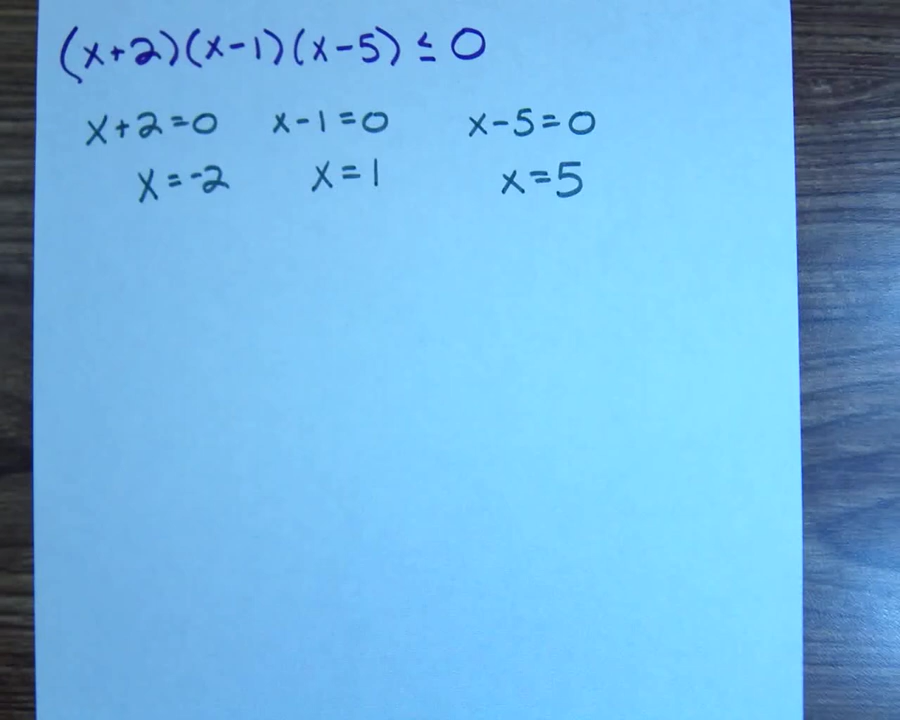 (x+2)(x-1)(x-5) ≤ 0
x+2=0 x-1=0 x-5=0
x=-2 x=1 x=5